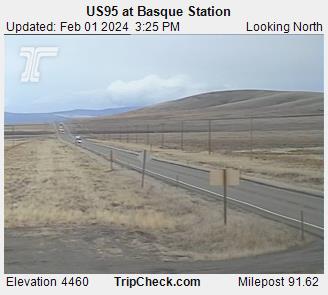 US95 at Basque Station
Updated: Feb 01 2024 3:25 PM Looking North
Elevation 4460 TripCheck.com Milepost 91.62